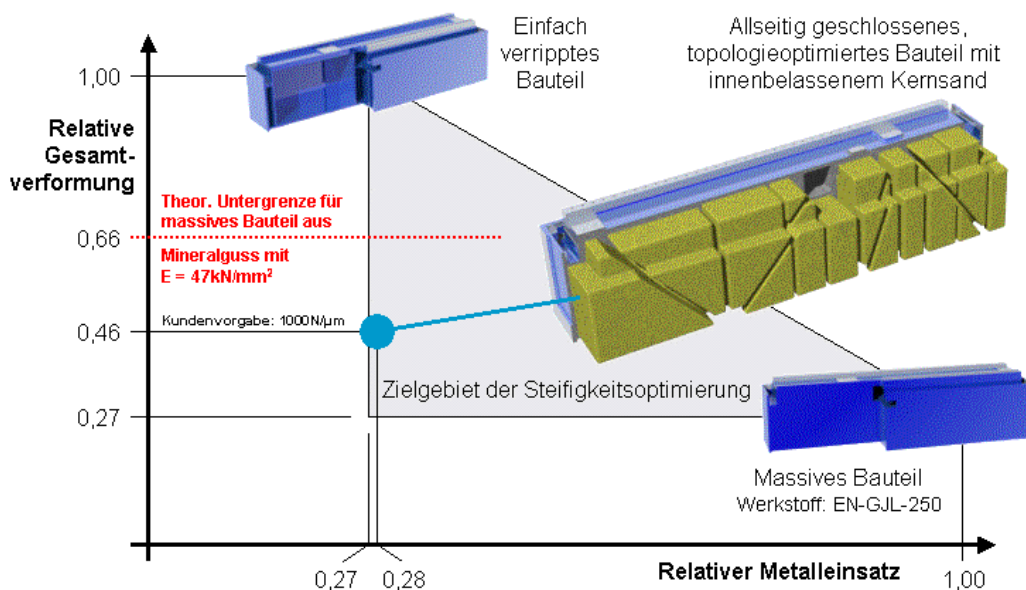 Einfach
verripptes
Bauteil
Allseitig geschlossenes,
topologieoptimiertes Bauteil mit
innenbelassenem Kernsand
1,00
Relative
Gesamt-
verformung
Theor. Untergrenze für
massives Bauteil aus
0,66
Mineralguss mit
E = 47kN/mm²
Kundenvorgabe: 1000N/µm
0,46
Zielgebiet der Steifigkeitsoptimierung
0,27
Massives Bauteil
Werkstoff: EN-GJL-250
0,27
0,28
Relativer Metalleinsatz
1,00